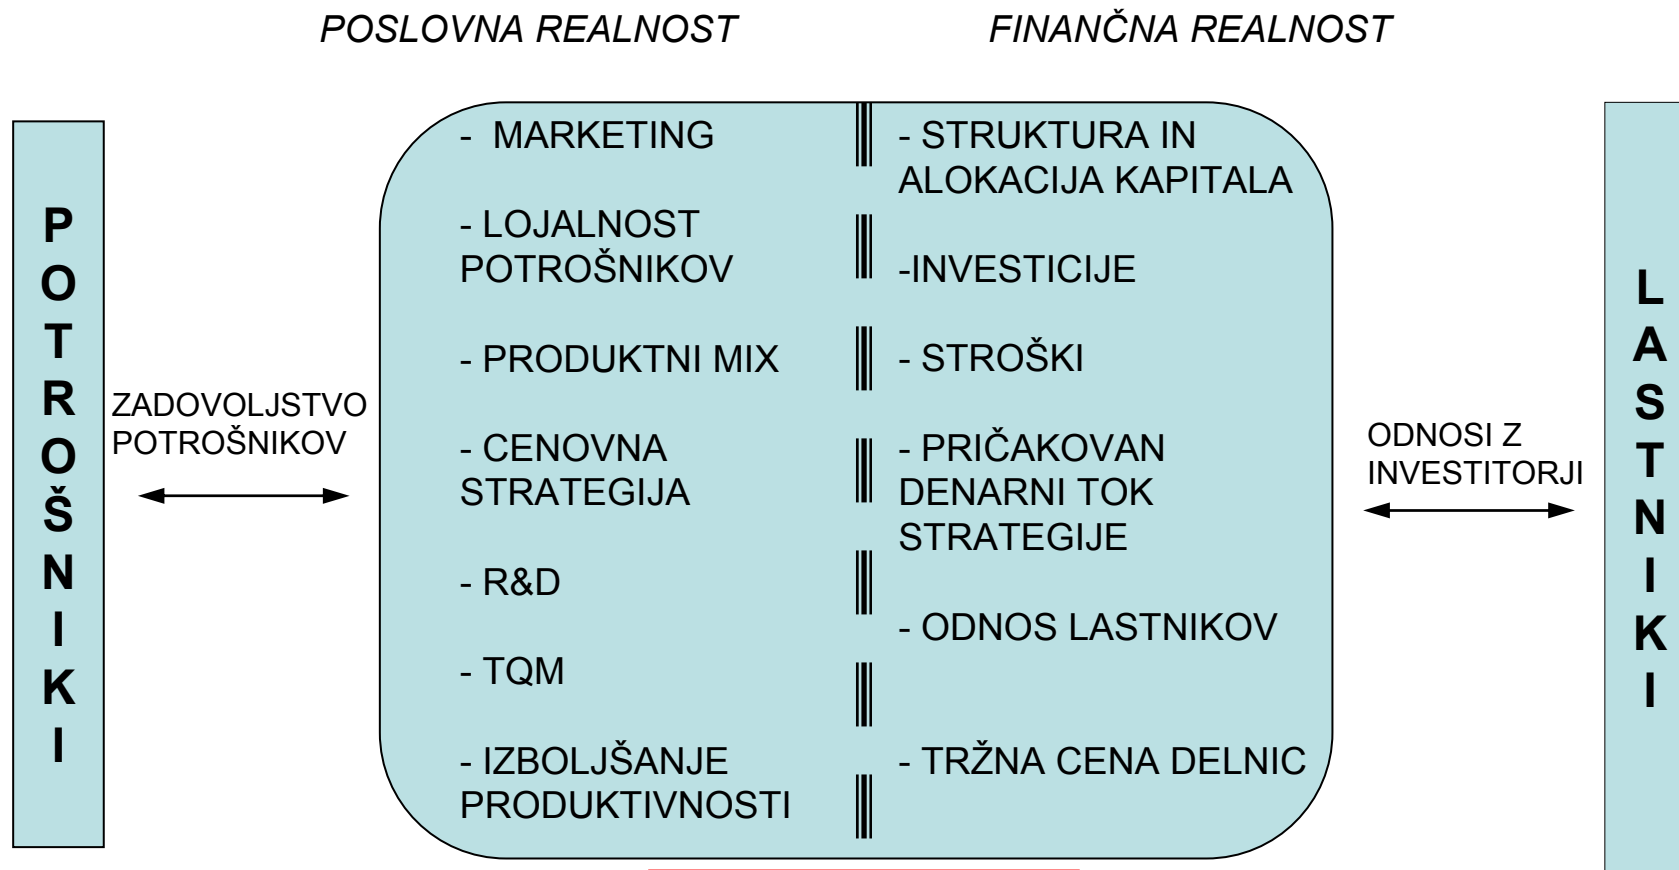 POSLOVNA REALNOST
FINANČNA REALNOST
POTROŠNIKI
ZADOVOLJSTVO
POTROŠNIKOV
- MARKETING
- LOJALNOST
POTROŠNIKOV
- PRODUKTNI MIX
- CENOVNA
STRATEGIJA
- R&D
- TQM
- IZBOLJŠANJE
PRODUKTIVNOSTI
- STRUKTURA IN
ALOKACIJA KAPITALA
-INVESTICIJE
- STROŠKI
- PRIČAKOVAN
DENARNI TOK
STRATEGIJE
- ODNOS LASTNIKOV
- TRŽNA CENA DELNIC
ODNOSI Z
INVESTITORJI
LASTNIKI